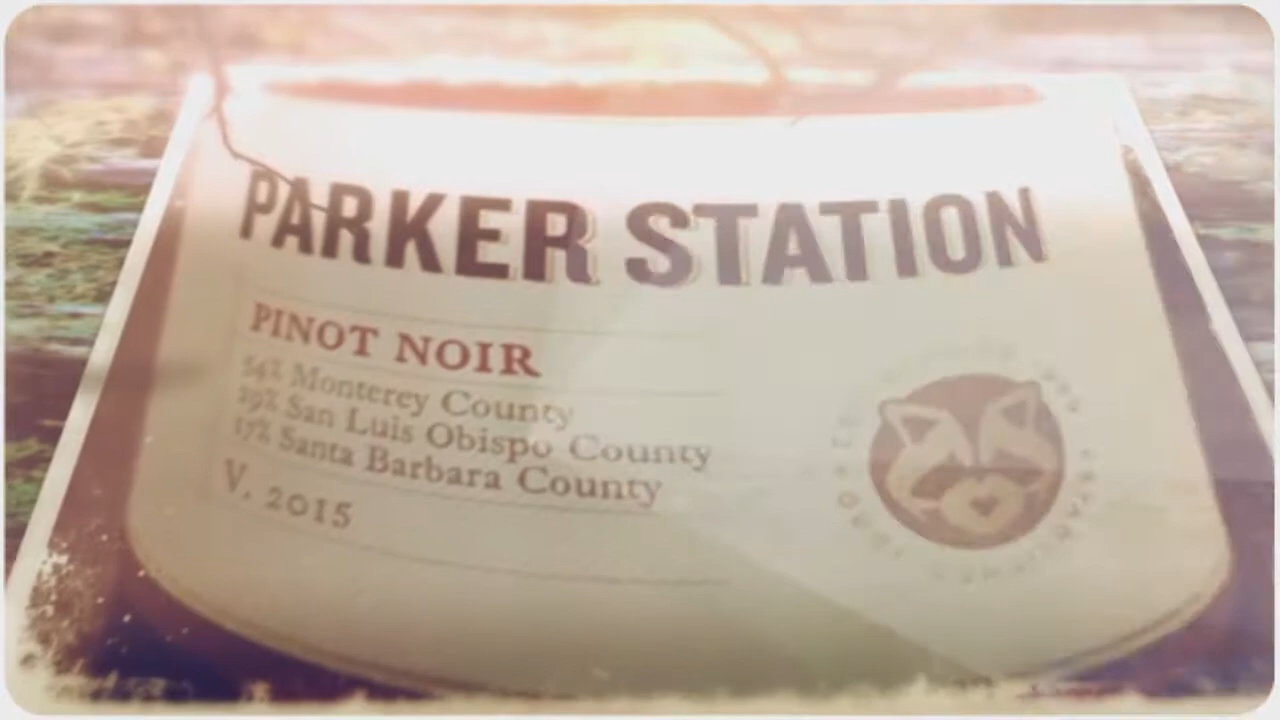 PARKER STATION
PINOT NOIR
54% Monterey County
29% San Luis Obispo County
17% Santa Barbara County
V. 2015